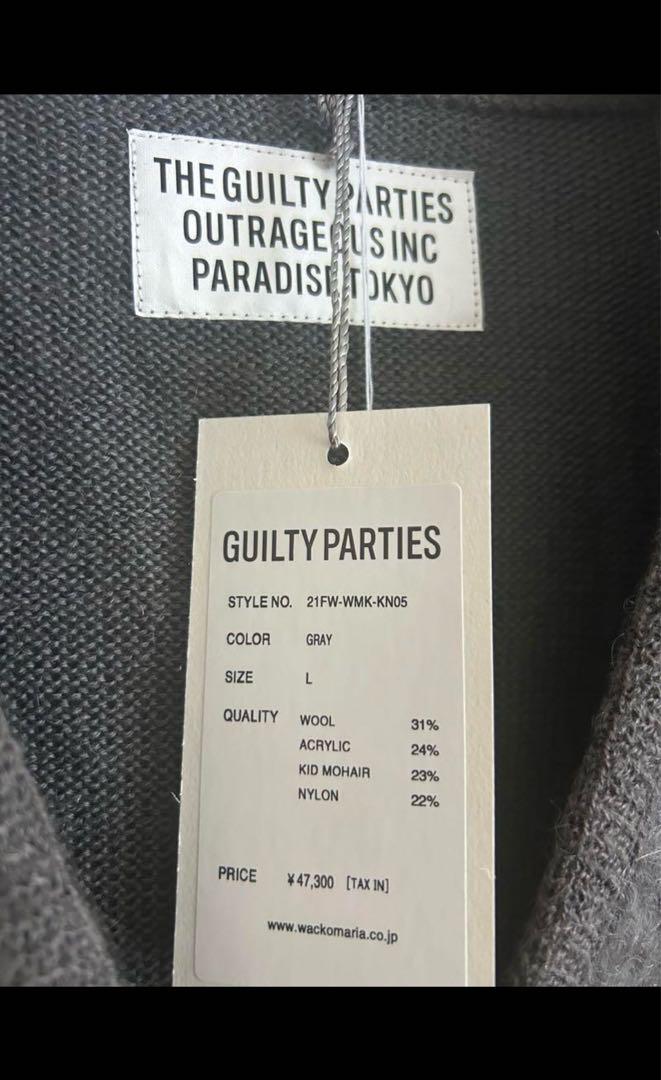 THE GUILTY PARTIES
OUTRAGEOUS INC
PARADISE TOKYO
GUILTY PARTIES
STYLE NO. 21FW-WMK-KN05
COLOR GRAY
SIZE L
QUALITY WOOL 31%
ACRYLIC 24%
KID MOHAIR 23%
NYLON 22%
PRICE ¥47,300 [TAX IN]
www.wackomaria.co.jp